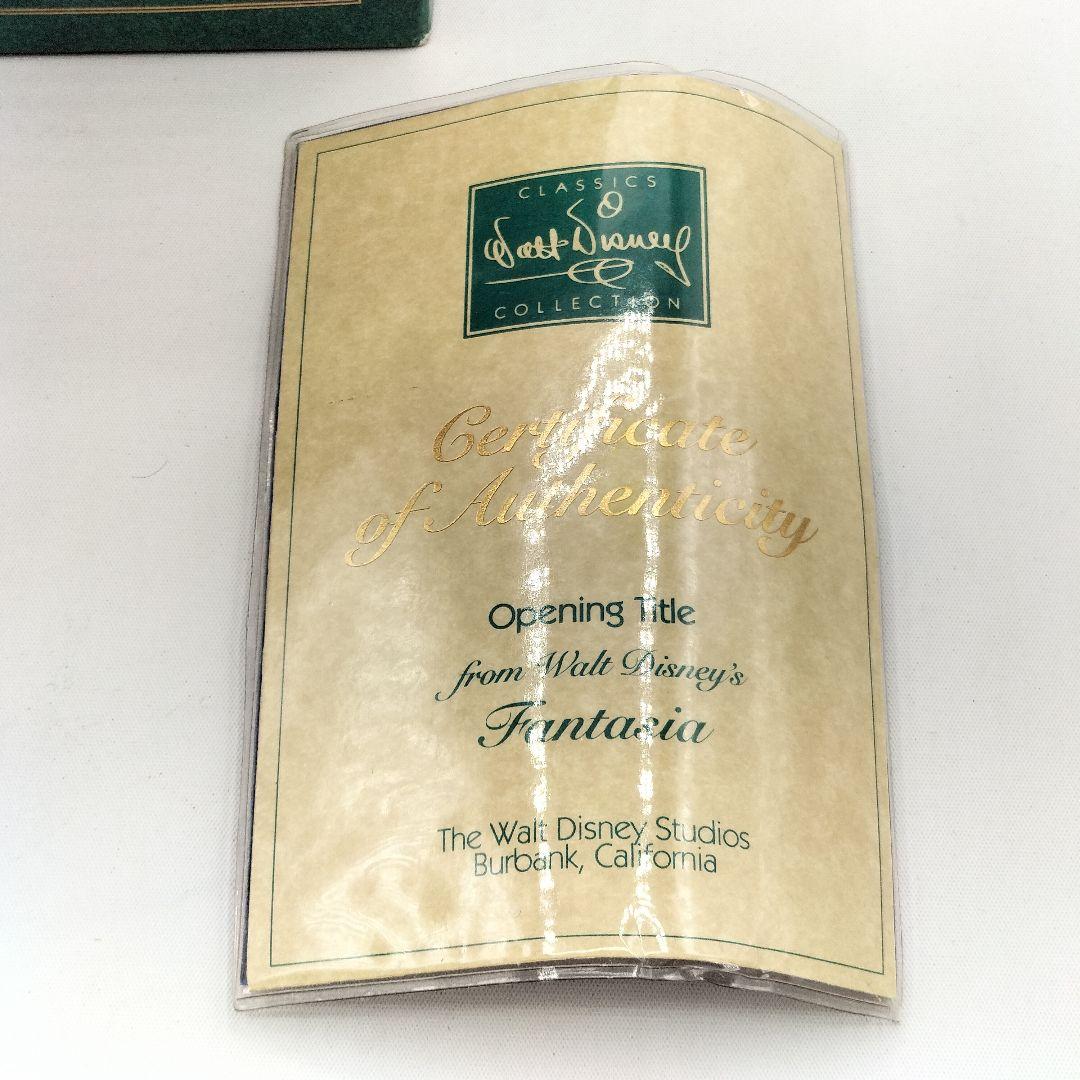 CLASSICS
Walt Disney
COLLECTION
Certificate
of Authenticity
Opening Title
from Walt Disney's
Fantasia
The Walt Disney Studios
Burbank, California